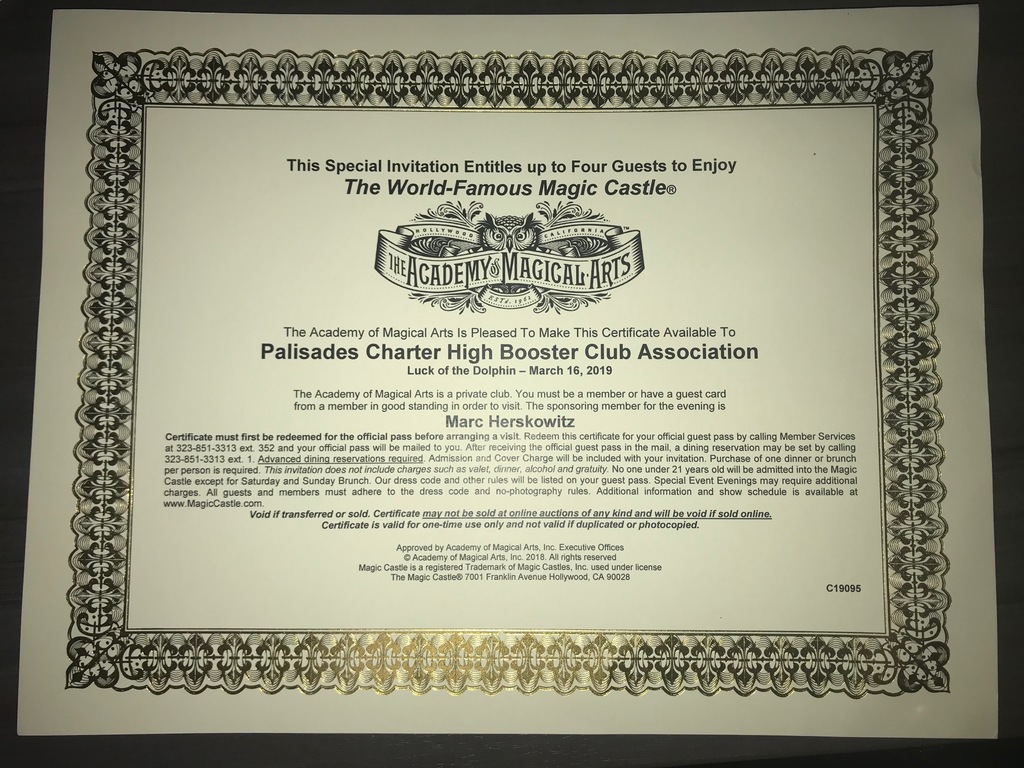 This Special Invitation Entitles up to Four Guests to Enjoy
The World-Famous Magic Castle®
HOLLYWOOD CALIFORNIA ™
THE ACADEMY OF MAGICAL ARTS
ESTd. 1952
The Academy of Magical Arts Is Pleased To Make This Certificate Available To
Palisades Charter High Booster Club Association
Luck of the Dolphin – March 16, 2019
The Academy of Magical Arts is a private club. You must be a member or have a guest card
from a member in good standing in order to visit. The sponsoring member for the evening is
Marc Herskowitz
Certificate must first be redeemed for the official pass before arranging a visit. Redeem this certificate for your official guest pass by calling Member Services
at 323-851-3313 ext. 352 and your official pass will be mailed to you. After receiving the official guest pass in the mail, a dining reservation may be set by calling
323-851-3313 ext. 1. Advanced dining reservations required. Admission and Cover Charge will be included with your invitation. Purchase of one dinner or brunch
per person is required. This invitation does not include charges such as valet, dinner, alcohol and gratuity. No one under 21 years old will be admitted into the Magic
Castle except for Saturday and Sunday Brunch. Our dress code and other rules will be listed on your guest pass. Special Event Evenings may require additional
charges. All guests and members must adhere to the dress code and no-photography rules. Additional information and show schedule is available at
www.MagicCastle.com.
Void if transferred or sold. Certificate may not be sold at online auctions of any kind and will be void if sold online.
Certificate is valid for one-time use only and not valid if duplicated or photocopied.
Approved by Academy of Magical Arts, Inc. Executive Offices
© Academy of Magical Arts, Inc. 2018. All rights reserved
Magic Castle is a registered Trademark of Magic Castles, Inc. used under license
The Magic Castle® 7001 Franklin Avenue Hollywood, CA 90028
C19095